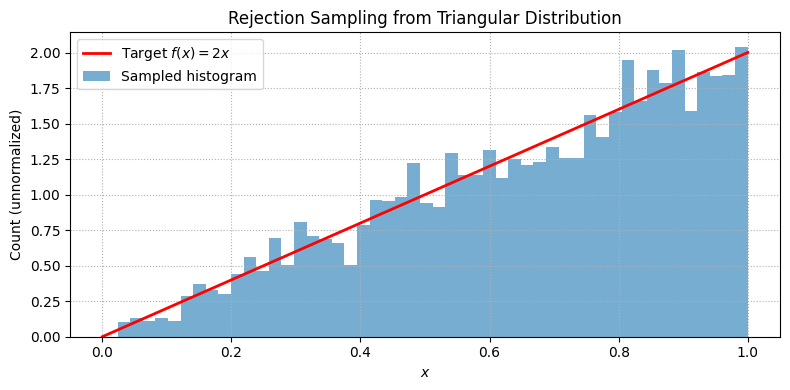 Rejection Sampling from Triangular Distribution
Count (unnormalized)
2.00
1.75
1.50
1.25
1.00
0.75
0.50
0.25
0.00
Target f(x) = 2x
Sampled histogram
0.0 0.2 0.4 0.6 0.8 1.0
x